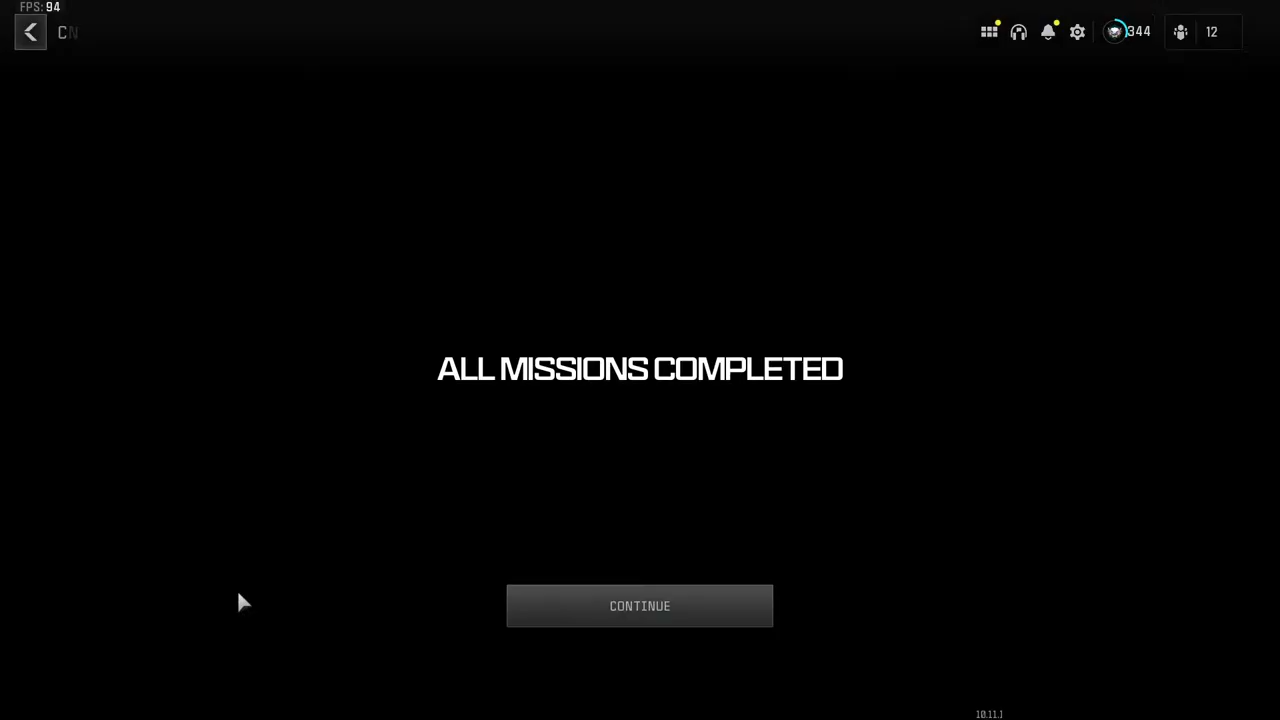 FPS: 94
CN
344
12
ALL MISSIONS COMPLETED
CONTINUE
10.11.1